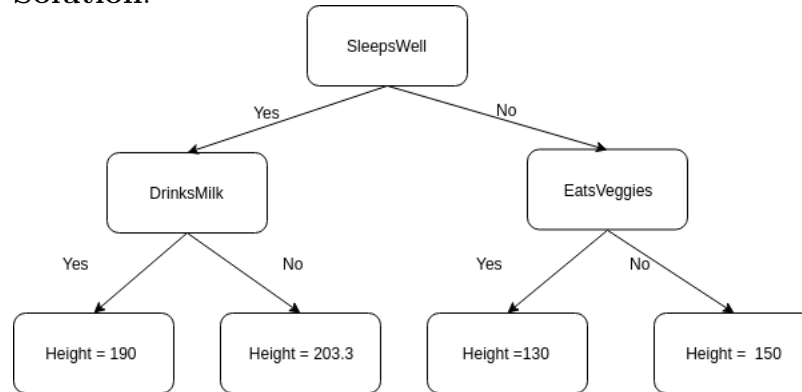 Solution:
SleepsWell
Yes
No
DrinksMilk
EatsVeggies
Yes
No
Yes
No
Height = 190
Height = 203.3
Height =130
Height = 150